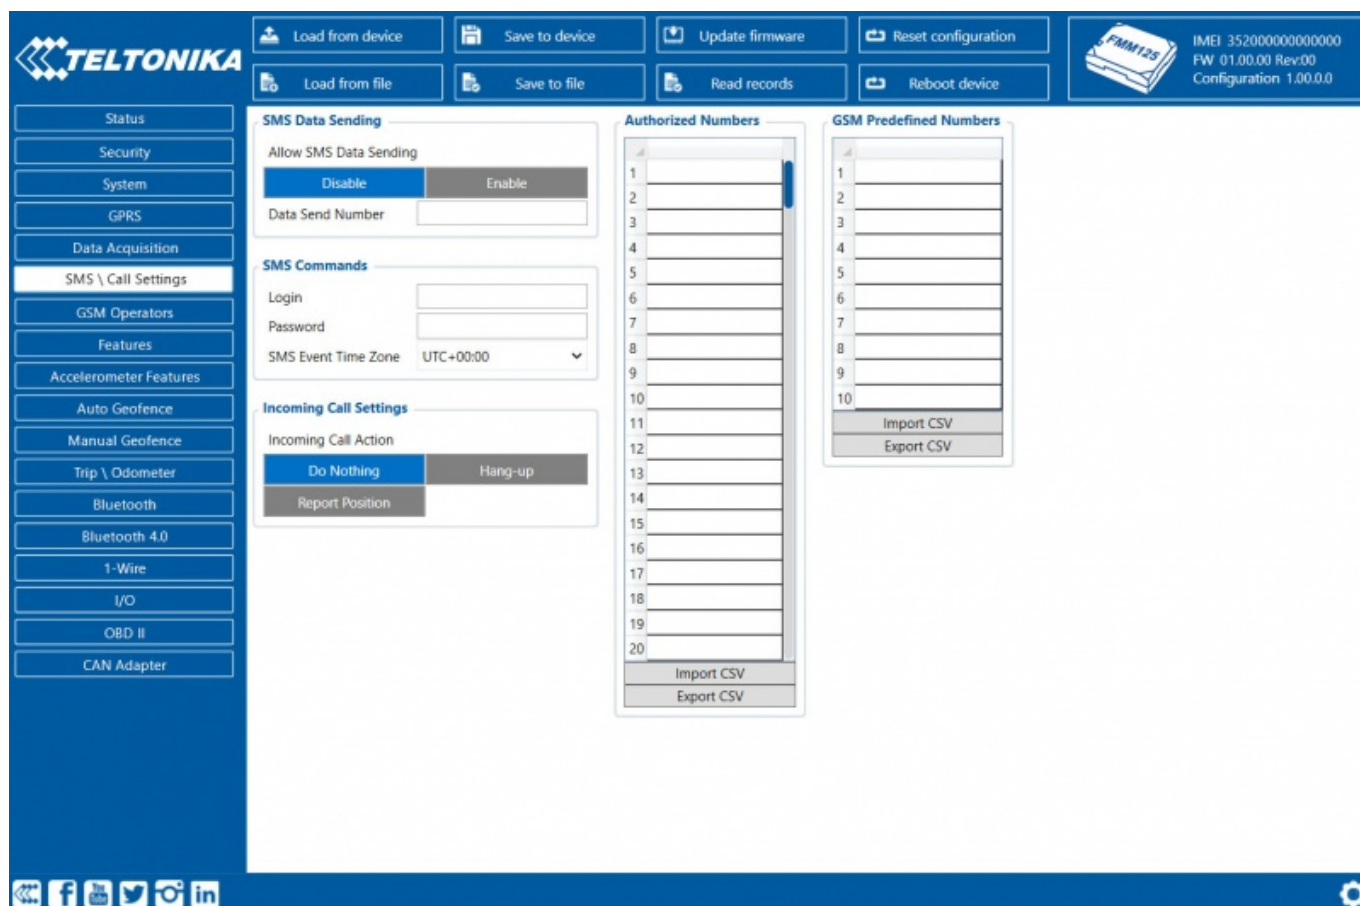 TELTONIKA
Load from device
Save to device
Update firmware
Reset configuration
Load from file
Save to file
Read records
Reboot device
FMM125
IMEI 352000000000000
FW 01.00.00 Rev:00
Configuration 1.00.0.0
Status
Security
System
GPRS
Data Acquisition
SMS \ Call Settings
GSM Operators
Features
Accelerometer Features
Auto Geofence
Manual Geofence
Trip \ Odometer
Bluetooth
Bluetooth 4.0
1-Wire
I/O
OBD II
CAN Adapter
SMS Data Sending
Allow SMS Data Sending
Disable Enable
Data Send Number
SMS Commands
Login
Password
SMS Event Time Zone UTC+00:00
Incoming Call Settings
Incoming Call Action
Do Nothing Hang-up
Report Position
Authorized Numbers
1
2
3
4
5
6
7
8
9
10
11
12
13
14
15
16
17
18
19
20
Import CSV
Export CSV
GSM Predefined Numbers
1
2
3
4
5
6
7
8
9
10
Import CSV
Export CSV
f
You
Tube
in